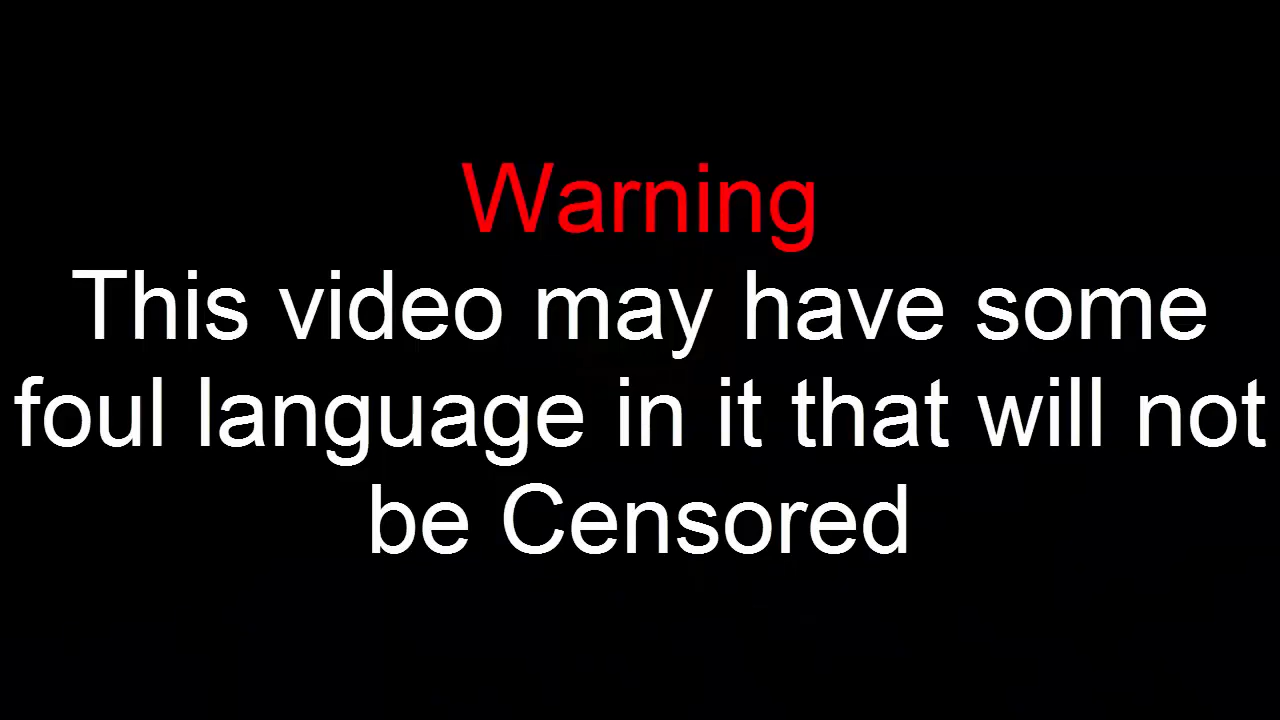 Warning
This video may have some
foul language in it that will not
be Censored